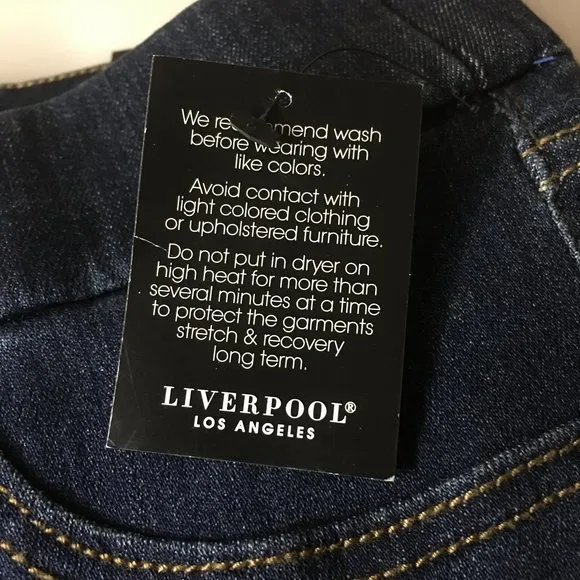 We recommend wash
before wearing with
like colors.
Avoid contact with
light colored clothing
or upholstered furniture.
Do not put in dryer on
high heat for more than
several minutes at a time
to protect the garments
stretch & recovery
long term.
LIVERPOOL®
LOS ANGELES